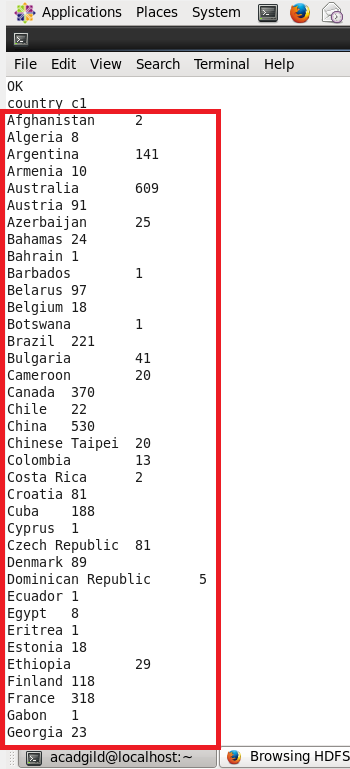 Applications Places System
File Edit View Search Terminal Help
OK
country c1
Afghanistan 2
Algeria 8
Argentina 141
Armenia 10
Australia 609
Austria 91
Azerbaijan 25
Bahamas 24
Bahrain 1
Barbados 1
Belarus 97
Belgium 18
Botswana 1
Brazil 221
Bulgaria 41
Cameroon 20
Canada 370
Chile 22
China 530
Chinese Taipei 20
Colombia 13
Costa Rica 2
Croatia 81
Cuba 188
Cyprus 1
Czech Republic 81
Denmark 89
Dominican Republic 5
Ecuador 1
Egypt 8
Eritrea 1
Estonia 18
Ethiopia 29
Finland 118
France 318
Gabon 1
Georgia 23
acadgild@localhost:~ Browsing HDFS